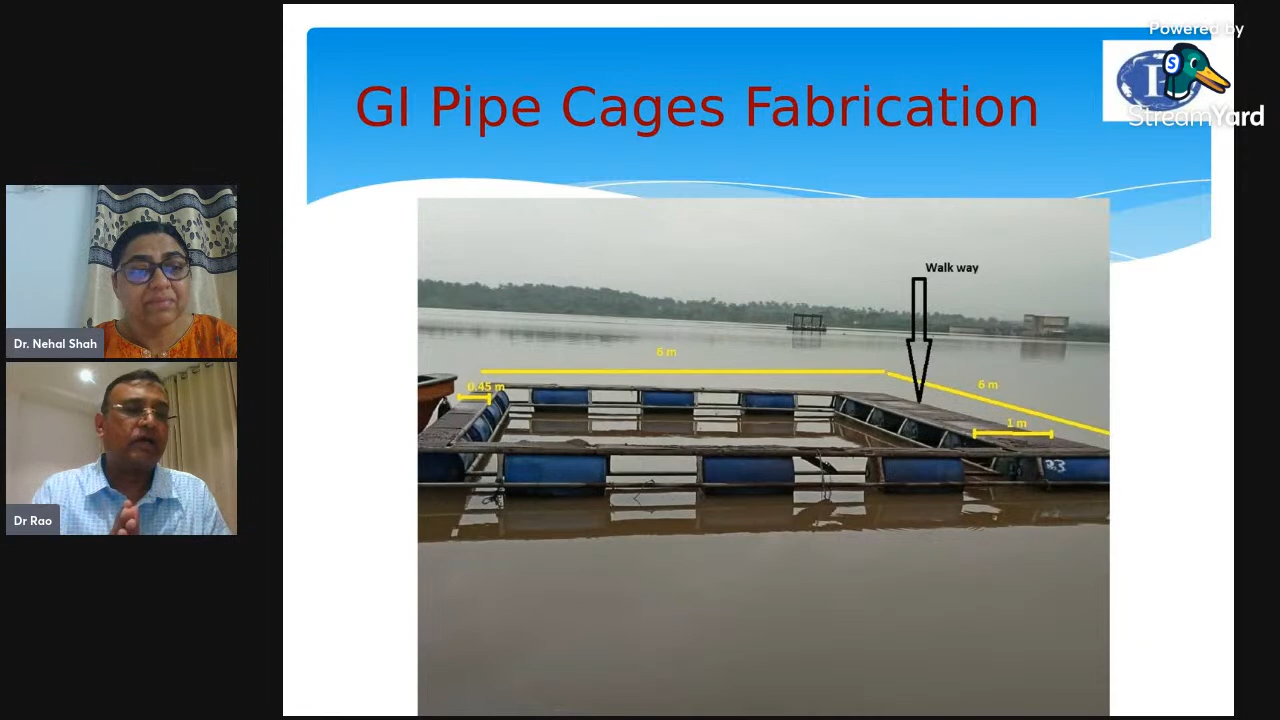 Powered by
StreamYard
GI Pipe Cages Fabrication
Walk way
6 m
6 m
0.45 m
1 m
Dr. Nehal Shah
Dr Rao